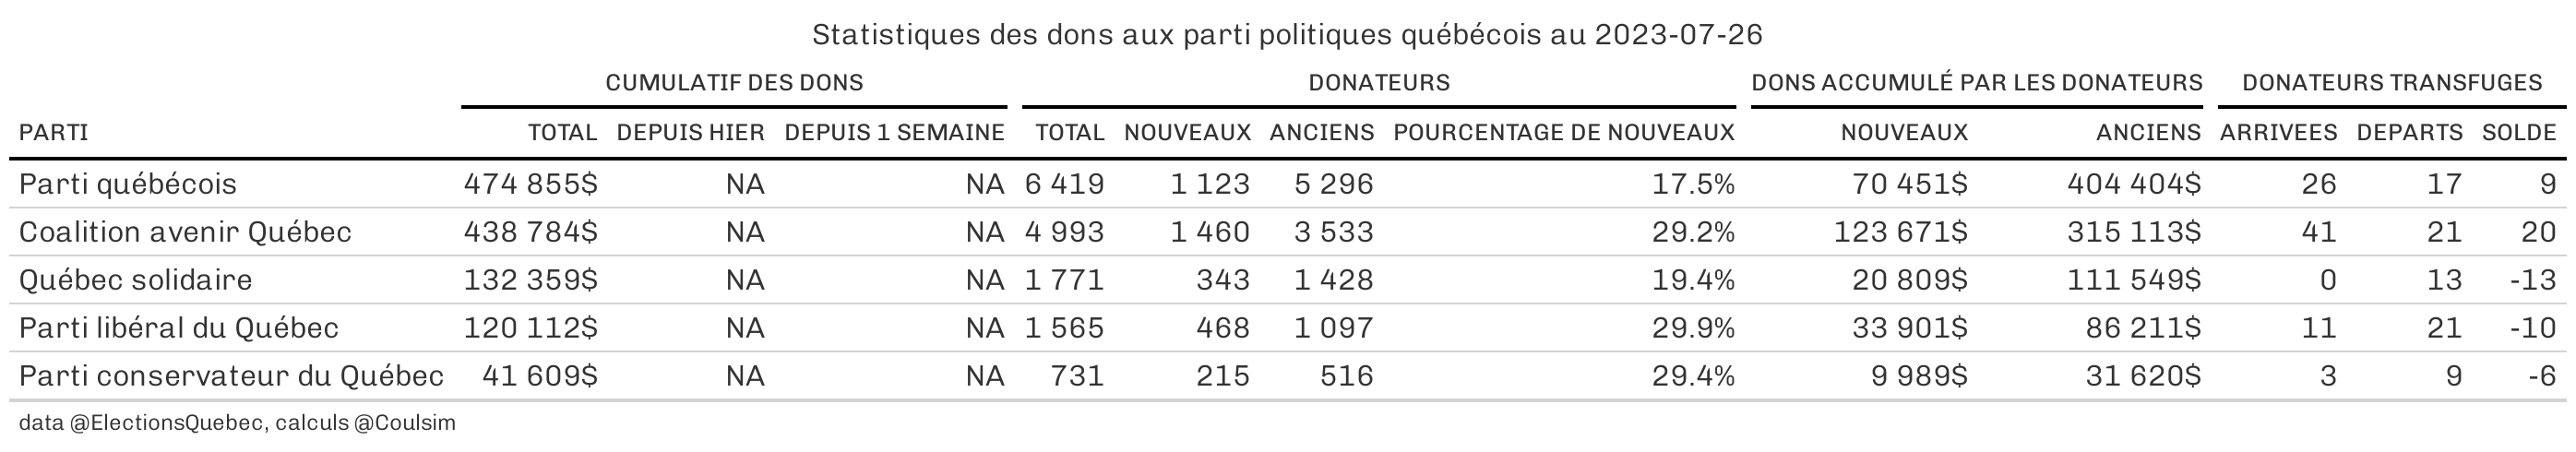 Statistiques des dons aux parti politiques québécois au 2023-07-26
CUMULATIF DES DONS DONATEURS DONS ACCUMULÉ PAR LES DONATEURS DONATEURS TRANSFUGES
PARTI TOTAL DEPUIS HIER DEPUIS 1 SEMAINE TOTAL NOUVEAUX ANCIENS POURCENTAGE DE NOUVEAUX NOUVEAUX ANCIENS ARRIVEES DEPARTS SOLDE
Parti québécois 474 855$ NA NA 6 419 1 123 5 296 17.5% 70 451$ 404 404$ 26 17 9
Coalition avenir Québec 438 784$ NA NA 4 993 1 460 3 533 29.2% 123 671$ 315 113$ 41 21 20
Québec solidaire 132 359$ NA NA 1 771 343 1 428 19.4% 20 809$ 111 549$ 0 13 -13
Parti libéral du Québec 120 112$ NA NA 1 565 468 1 097 29.9% 33 901$ 86 211$ 11 21 -10
Parti conservateur du Québec 41 609$ NA NA 731 215 516 29.4% 9 989$ 31 620$ 3 9 -6
data @ElectionsQuebec, calculs @Coulsim